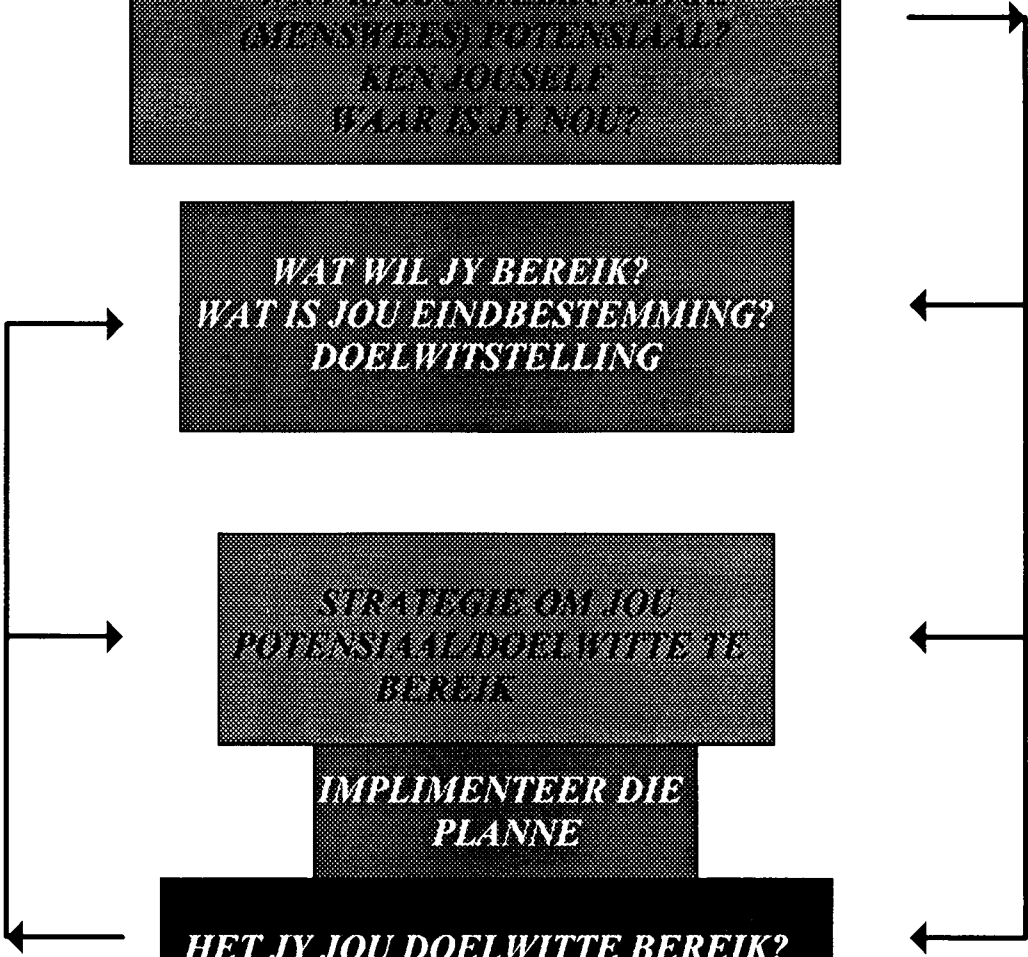 (MENSWEES) POTENSIAAL?
KEN JOUSELF
WAAR IS JY NOU?
WAT WIL JY BEREIK?
WAT IS JOU EINDBESTEMMING?
DOELWITSTELLING
STRATEGIE OM JOU
POTENSIAAL/DOELWITTE TE
BEREIK
IMPLIMENTEER DIE
PLANNE
HET JY JOU DOELWITTE BEREIK?